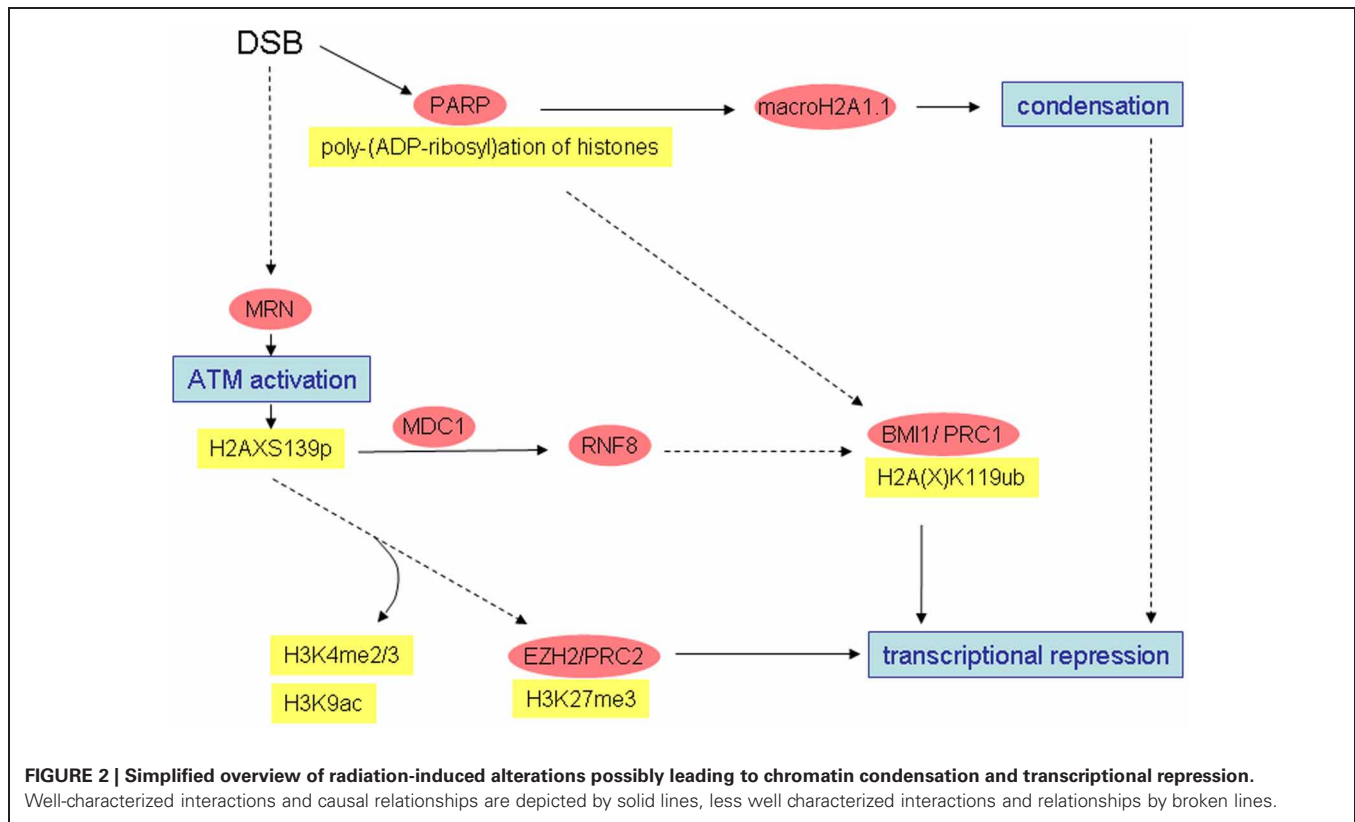 DSB
PARP
macroH2A1.1
condensation
poly-(ADP-ribosyl)ation of histones
MRN
ATM activation
MDC1
H2AXS139p
RNF8
BMI1/ PRC1
H2A(X)K119ub
H3K4me2/3
EZH2/PRC2
transcriptional repression
H3K9ac
H3K27me3
FIGURE 2 | Simplified overview of radiation-induced alterations possibly leading to chromatin condensation and transcriptional repression.
Well-characterized interactions and causal relationships are depicted by solid lines, less well characterized interactions and relationships by broken lines.